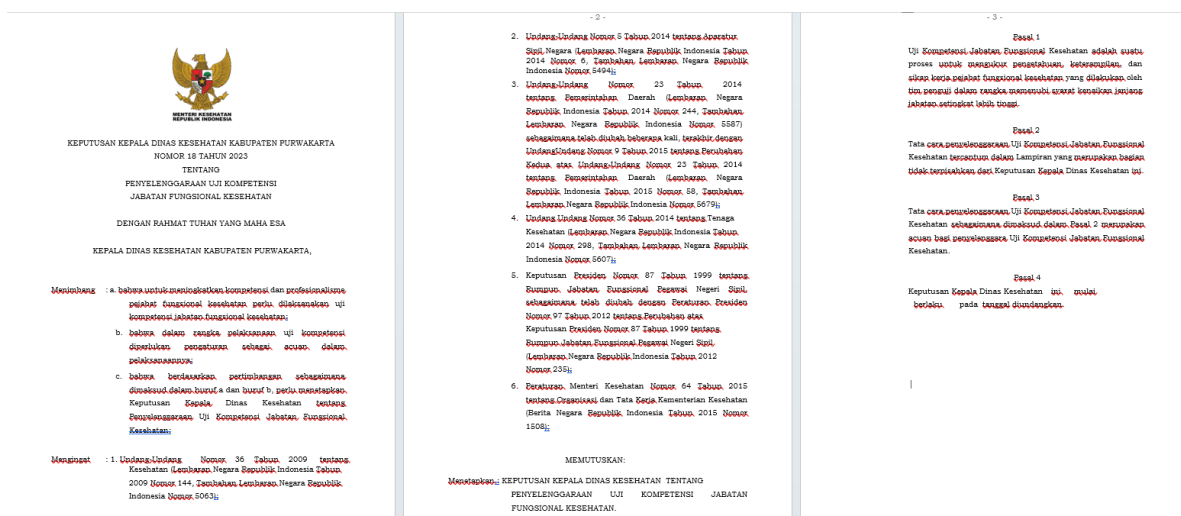 MENTERI KESEHATAN
REPUBLIK INDONESIA
KEPUTUSAN KEPALA DINAS KESEHATAN KABUPATEN PURWAKARTA
NOMOR 18 TAHUN 2023
TENTANG
PENYELENGGARAAN UJI KOMPETENSI
JABATAN FUNGSIONAL KESEHATAN
DENGAN RAHMAT TUHAN YANG MAHA ESA
KEPALA DINAS KESEHATAN KABUPATEN PURWAKARTA,
Menimbang : a. bahwa untuk meningkatkan kompetensi dan profesionalisme
pejabat fungsional kesehatan perlu dilaksanakan uji
kompetensi jabatan fungsional kesehatan;
b. bahwa dalam rangka pelaksanaan uji kompetensi
diperlukan pengaturan sebagai acuan dalam
pelaksanaannya;
c. bahwa berdasarkan pertimbangan sebagaimana
dimaksud dalam huruf a dan huruf b, perlu menetapkan
Keputusan Kepala Dinas Kesehatan tentang
Penyelenggaraan Uji Kompetensi Jabatan Fungsional
Kesehatan;
Mengingat : 1. Undang-Undang Nomor 36 Tahun 2009 tentang
Kesehatan (Lembaran Negara Republik Indonesia Tahun
2009 Nomor 144, Tambahan Lembaran Negara Republik
Indonesia Nomor 5063);
- 2 -
2. Undang-Undang Nomor 5 Tahun 2014 tentang Aparatur
Sipil Negara (Lembaran Negara Republik Indonesia Tahun
2014 Nomor 6, Tambahan Lembaran Negara Republik
Indonesia Nomor 5494);
3. Undang-Undang Nomor 23 Tahun 2014
tentang Pemerintahan Daerah (Lembaran Negara
Republik Indonesia Tahun 2014 Nomor 244, Tambahan
Lembaran Negara Republik Indonesia Nomor 5587)
sebagaimana telah diubah beberapa kali, terakhir dengan
UndangUndang Nomor 9 Tahun 2015 tentang Perubahan
Kedua atas Undang-Undang Nomor 23 Tahun 2014
tentang Pemerintahan Daerah (Lembaran Negara
Republik Indonesia Tahun 2015 Nomor 58, Tambahan
Lembaran Negara Republik Indonesia Nomor 5679);
4. Undang Undang Nomor 36 Tahun 2014 tentang Tenaga
Kesehatan (Lembaran Negara Republik Indonesia Tahun
2014 Nomor 298, Tambahan Lembaran Negara Republik
Indonesia Nomor 5607);
5. Keputusan Presiden Nomor 87 Tahun 1999 tentang
Rumpun Jabatan Fungsional Pegawai Negeri Sipil,
sebagaimana telah diubah dengan Peraturan Presiden
Nomor 97 Tahun 2012 tentang Perubahan atas
Keputusan Presiden Nomor 87 Tahun 1999 tentang
Rumpun Jabatan Fungsional Pegawai Negeri Sipil
(Lembaran Negara Republik Indonesia Tahun 2012
Nomor 235);
6. Peraturan Menteri Kesehatan Nomor 64 Tahun 2015
tentang Organisasi dan Tata Kerja Kementerian Kesehatan
(Berita Negara Republik Indonesia Tahun 2015 Nomor
1508);
MEMUTUSKAN:
Menetapkan : KEPUTUSAN KEPALA DINAS KESEHATAN TENTANG
PENYELENGGARAAN UJI KOMPETENSI JABATAN
FUNGSIONAL KESEHATAN.
- 3 -
Pasal 1
Uji Kompetensi Jabatan Fungsional Kesehatan adalah suatu
proses untuk mengukur pengetahuan, keterampilan, dan
sikap kerja pejabat fungsional kesehatan yang dilakukan oleh
tim penguji dalam rangka memenuhi syarat kenaikan jenjang
jabatan setingkat lebih tinggi.
Pasal 2
Tata cara penyelenggaraan Uji Kompetensi Jabatan Fungsional
Kesehatan tercantum dalam Lampiran yang merupakan bagian
tidak terpisahkan dari Keputusan Kepala Dinas Kesehatan ini.
Pasal 3
Tata cara penyelenggaraan Uji Kompetensi Jabatan Fungsional
Kesehatan sebagaimana dimaksud dalam Pasal 2 merupakan
acuan bagi penyelenggara Uji Kompetensi Jabatan Fungsional
Kesehatan.
Pasal 4
Keputusan Kepala Dinas Kesehatan ini mulai
berlaku pada tanggal diundangkan.